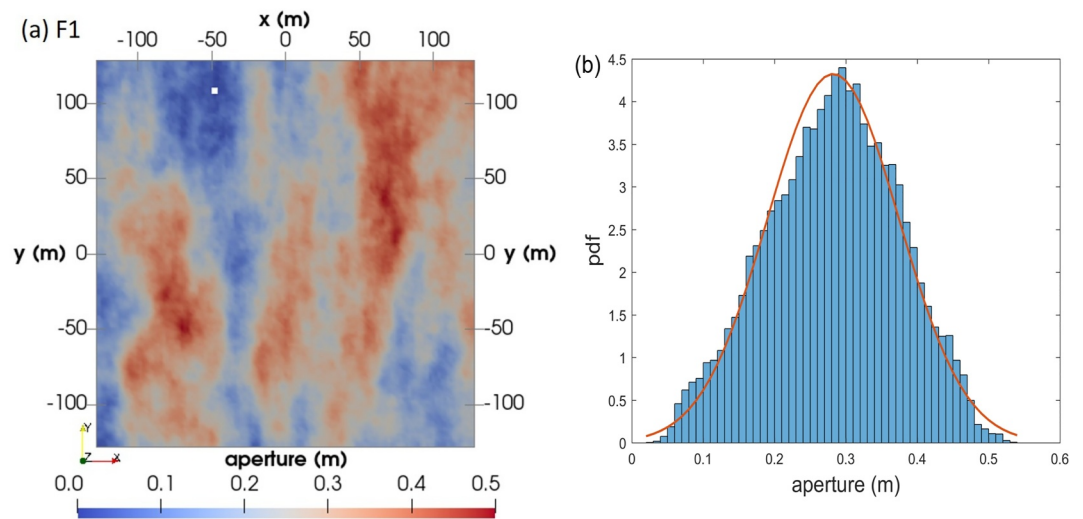 (a) F1
x (m)
-100 -50 0 50 100
100 100
50 50
y (m) 0 0 y (m)
-50 -50
-100 -100
Y
Z X
aperture (m)
0.0 0.1 0.2 0.3 0.4 0.5
(b)
4.5
4
3.5
3
2.5
pdf
2
1.5
1
0.5
0
0 0.1 0.2 0.3 0.4 0.5 0.6
aperture (m)